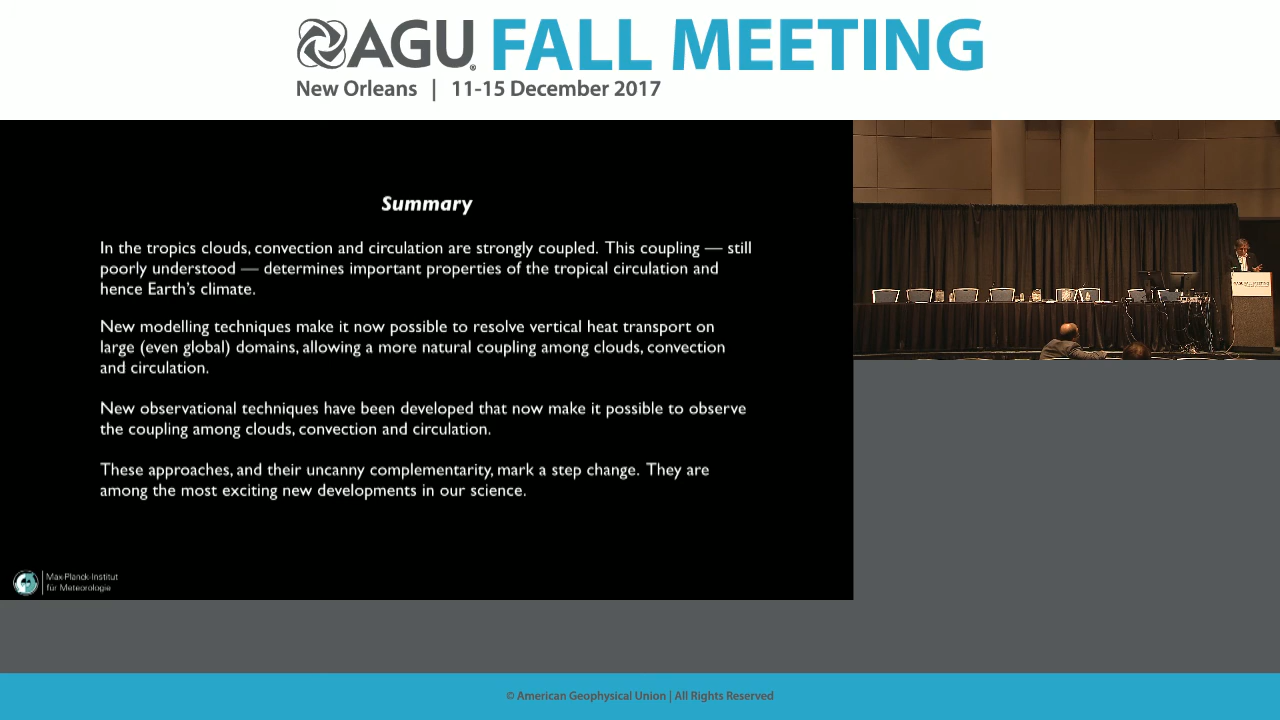 AGU FALL MEETING
New Orleans | 11-15 December 2017
Summary
In the tropics clouds, convection and circulation are strongly coupled. This coupling — still
poorly understood — determines important properties of the tropical circulation and
hence Earth's climate.
New modelling techniques make it now possible to resolve vertical heat transport on
large (even global) domains, allowing a more natural coupling among clouds, convection
and circulation.
New observational techniques have been developed that now make it possible to observe
the coupling among clouds, convection and circulation.
These approaches, and their uncanny complementarity, mark a step change. They are
among the most exciting new developments in our science.
Max-Planck-Institut
für Meteorologie
AGU FALL MEETING
© American Geophysical Union | All Rights Reserved